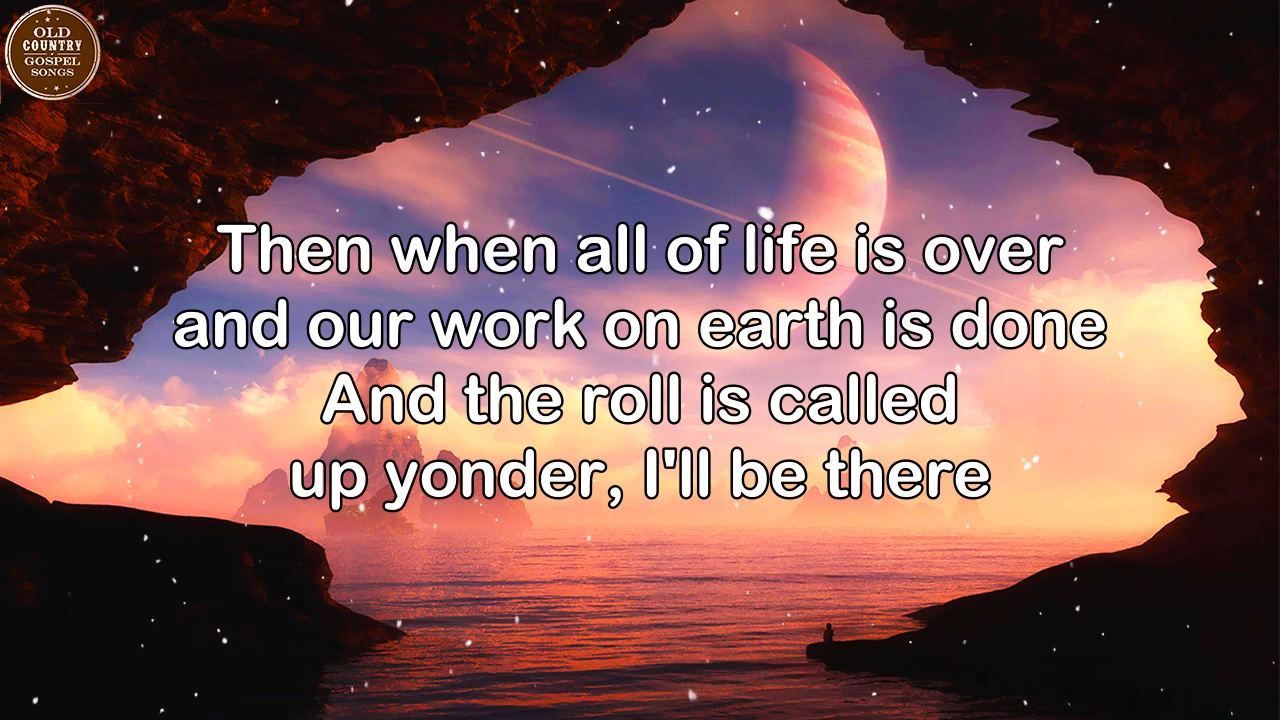 OLD
COUNTRY
GOSPEL
SONGS
Then when all of life is over
and our work on earth is done
And the roll is called
up yonder, I'll be there